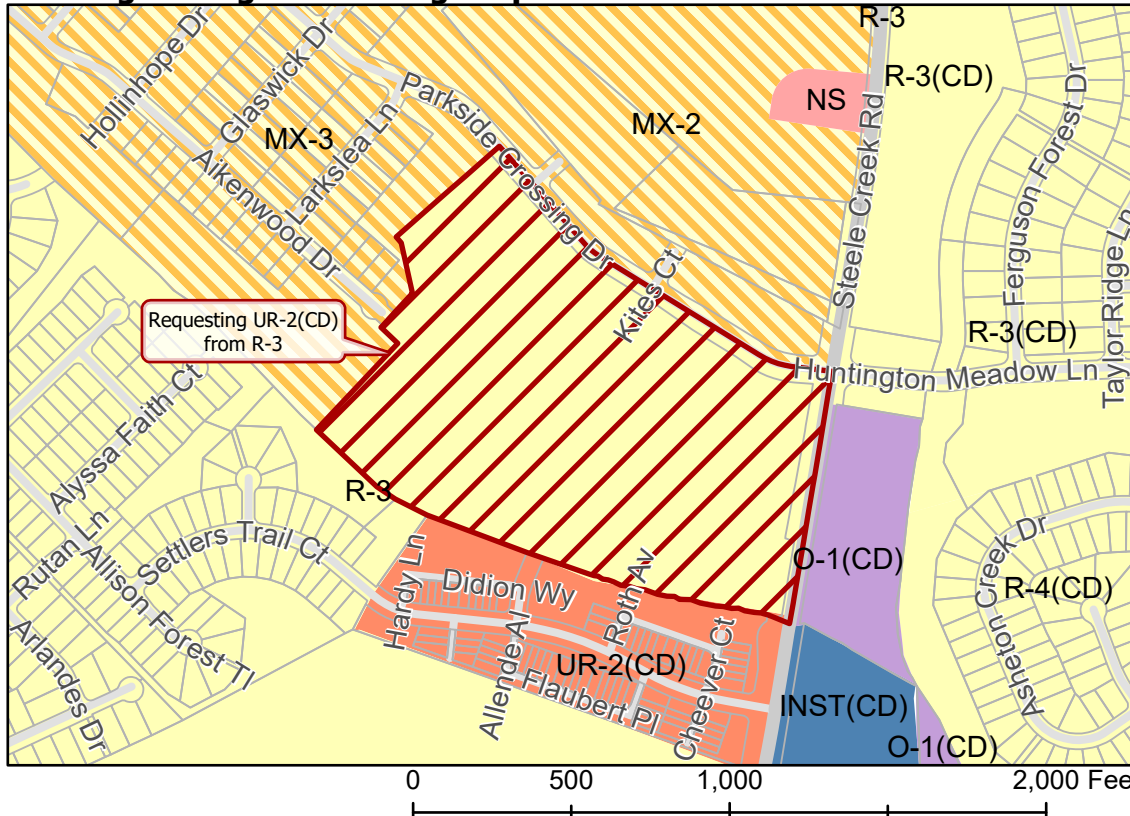 R-3
R-3(CD)
NS
Hollinhope Dr
Glaswick Dr
Parkside Crossing Dr
MX-2
MX-3
Larkslea Ln
Aikenwood Dr
Steele Creek Rd
Ferguson Forest Dr
Taylor Ridge Ln
Kites Ct
Requesting UR-2(CD)
from R-3
R-3(CD)
Huntington Meadow Ln
Alyssa Faith Ct
R-3
Rutan Ln
Allison Forest Tl
Settlers Trail Ct
Arlandes Dr
Hardy Ln
Didion Wy
Allende Al
Roth Av
UR-2(CD)
Flaubert Pl
Cheever Ct
O-1(CD)
R-4(CD)
Asheton Creek Dr
INST(CD)
O-1(CD)
0 500 1,000 2,000 Fee